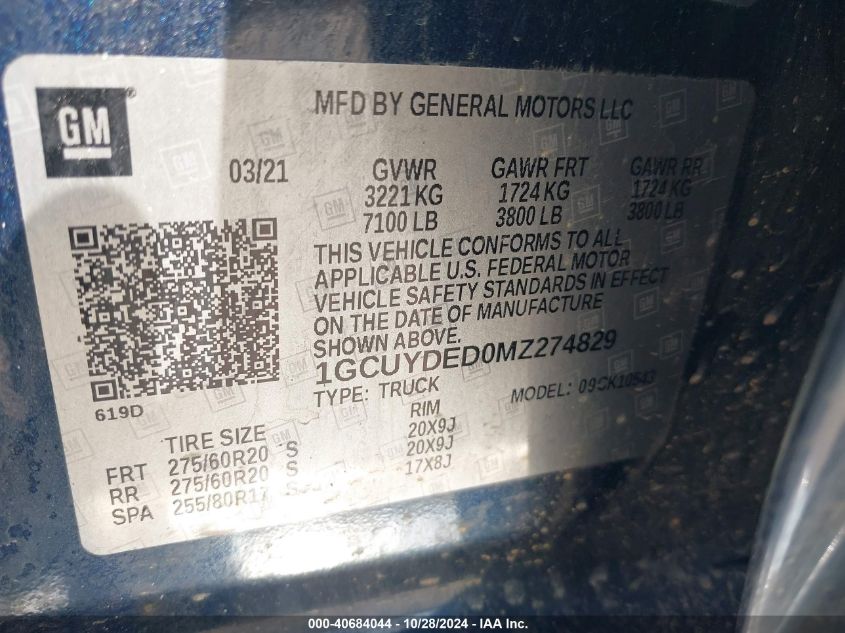 GM
MFD BY GENERAL MOTORS LLC
03/21 GVWR GAWR FRT GAWR RR
3221 KG 1724 KG 1724 KG
7100 LB 3800 LB 3800 LB
THIS VEHICLE CONFORMS TO ALL
APPLICABLE U.S. FEDERAL MOTOR
VEHICLE SAFETY STANDARDS IN EFFECT
ON THE DATE OF MANUFACTURE
SHOWN ABOVE.
1GCUYDED0MZ274829
TYPE: TRUCK MODEL:
619D
TIRE SIZE RIM
FRT 275/60R20 S 20X9J
RR 275/60R20 S 20X9J
SPA 255/80R17 S 17X8J
000-40684044 - 10/28/2024 - IAA Inc.